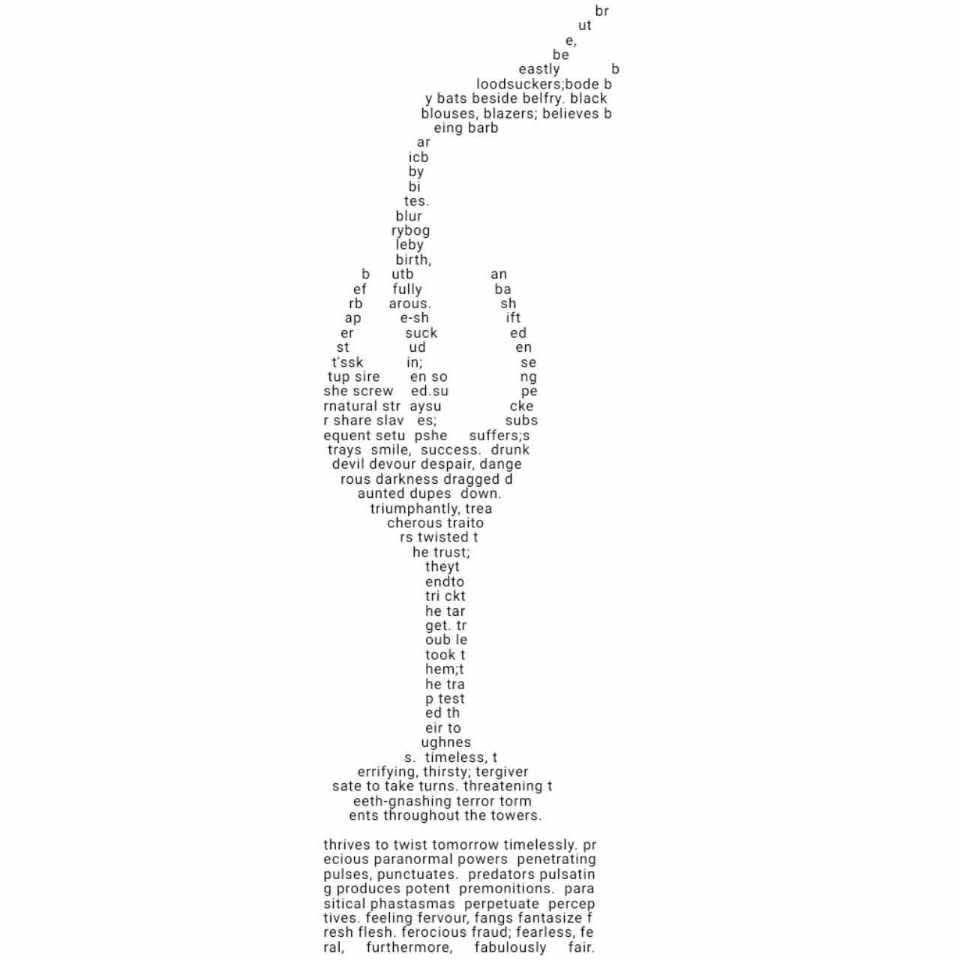 br
ut
e,
be
eastly b
loodsuckers;bode b
y bats beside belfry. black
blouses, blazers; believes b
eing barb
ar
icb
by
bi
tes.
blur
rybog
leby
birth,
b utb an
ef fully ba
rb arous. sh
ap e-sh ift
er suck ed
st ud en
t'ssk in; se
tup sire en so ng
she screw ed.su pe
rnatural str aysu cke
r share slav es; subs
equent setu pshe suffers;s
trays smile, success. drunk
devil devour despair, dange
rous darkness dragged d
aunted dupes down.
triumphantly, trea
cherous traito
rs twisted t
he trust;
theyt
endto
tri ckt
he tar
get. tr
oub le
took t
hem;t
he tra
p test
ed th
eir to
ughnes
s. timeless, t
errifying, thirsty; tergiver
sate to take turns. threatening t
eeth-gnashing terror torm
ents throughout the towers.
thrives to twist tomorrow timelessly. pr
ecious paranormal powers penetrating
pulses, punctuates. predators pulsatin
g produces potent premonitions. para
sitical phastasmas perpetuate percep
tives. feeling fervour, fangs fantasize f
resh flesh. ferocious fraud; fearless, fe
ral, furthermore, fabulously fair.